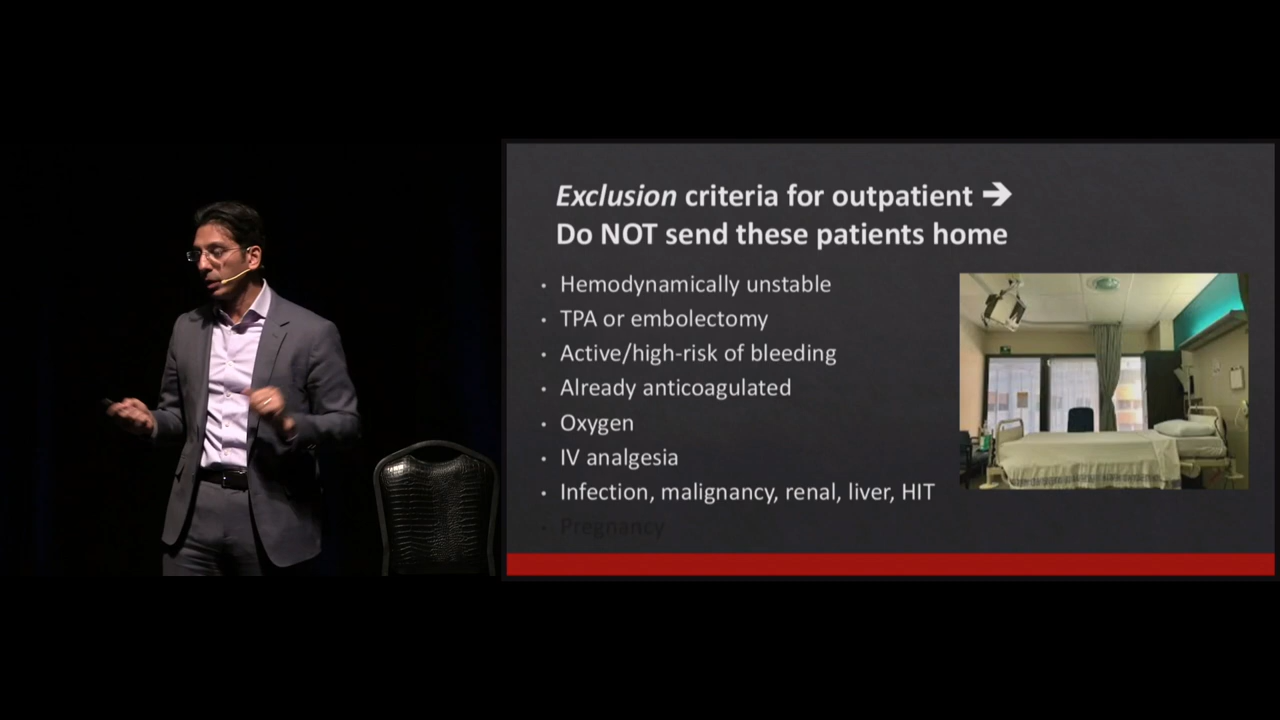 Exclusion criteria for outpatient ➔
Do NOT send these patients home
• Hemodynamically unstable
• TPA or embolectomy
• Active/high-risk of bleeding
• Already anticoagulated
• Oxygen
• IV analgesia
• Infection, malignancy, renal, liver, HIT
• Pregnancy